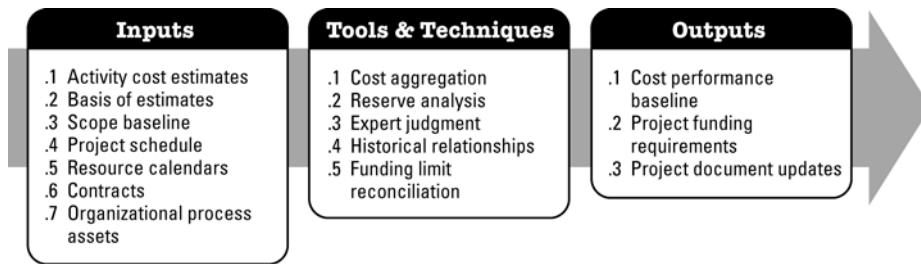 Inputs
.1 Activity cost estimates
.2 Basis of estimates
.3 Scope baseline
.4 Project schedule
.5 Resource calendars
.6 Contracts
.7 Organizational process
assets
Tools & Techniques
.1 Cost aggregation
.2 Reserve analysis
.3 Expert judgment
.4 Historical relationships
.5 Funding limit
reconciliation
Outputs
.1 Cost performance
baseline
.2 Project funding
requirements
.3 Project document updates